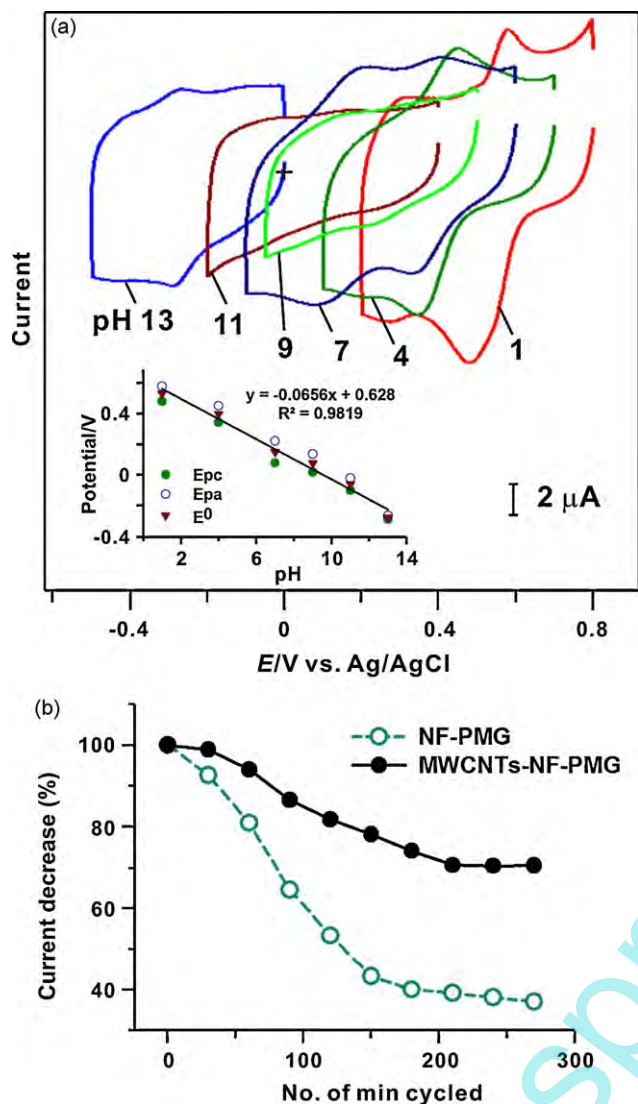 (a)
Current
pH 13
11
9
7
4
1
y = -0.0656x + 0.628
R² = 0.9819
Potential/V
0.4
0
-0.4
Epc
Epa
E⁰
2 6 10 14
pH
2 μA
-0.4 0 0.4 0.8
E/V vs. Ag/AgCl
(b)
NF-PMG
MWCNTs-NF-PMG
Current decrease (%)
100
80
60
40
0 100 200 300
No. of min cycled